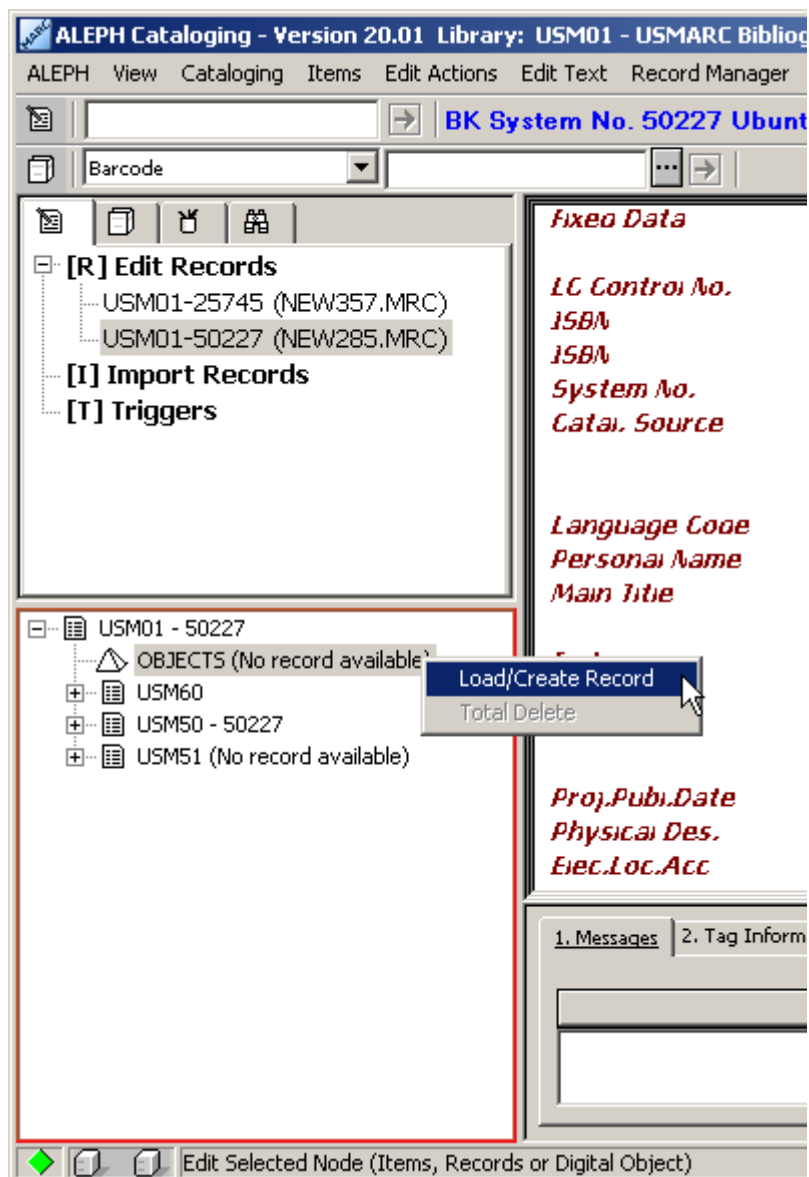 ALEPH Cataloging - Version 20.01 Library: USM01 - USMARC Bibliog
ALEPH View Cataloging Items Edit Actions Edit Text Record Manager
BK System No. 50227 Ubunt
Barcode
[R] Edit Records
USM01-25745 (NEW357.MRC)
USM01-50227 (NEW285.MRC)
[I] Import Records
[T] Triggers
Fixed Data
LC Control No.
ISBN
ISBN
System No.
Catal. Source
Language Code
Personal Name
Main Title
Proj.Publ.Date
Physical Des.
Elec.Loc.Acc
USM01 - 50227
OBJECTS (No record available)
USM60
USM50 - 50227
USM51 (No record available)
Load/Create Record
Total Delete
1. Messages 2. Tag Inform
Edit Selected Node (Items, Records or Digital Object)